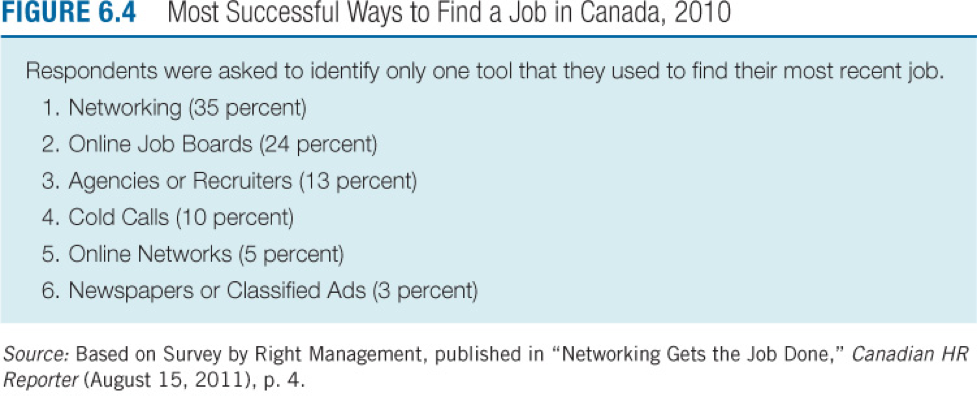 FIGURE 6.4 Most Successful Ways to Find a Job in Canada, 2010
Respondents were asked to identify only one tool that they used to find their most recent job.
1. Networking (35 percent)
2. Online Job Boards (24 percent)
3. Agencies or Recruiters (13 percent)
4. Cold Calls (10 percent)
5. Online Networks (5 percent)
6. Newspapers or Classified Ads (3 percent)
Source: Based on Survey by Right Management, published in “Networking Gets the Job Done,” Canadian HR
Reporter (August 15, 2011), p. 4.